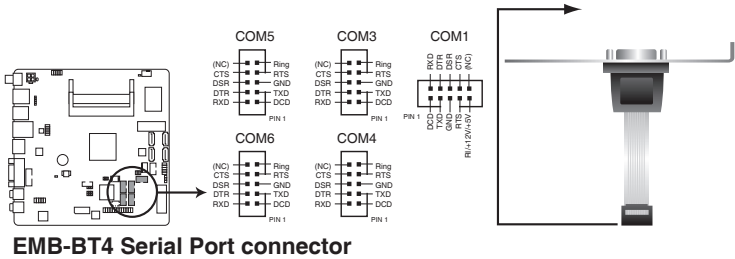 COM5
(NC) Ring
CTS RTS
DSR GND
DTR TXD
RXD DCD
PIN 1
COM3
(NC) Ring
CTS RTS
DSR GND
DTR TXD
RXD DCD
PIN 1
COM1
RXD
DTR
DSR
CTS
(NC)
PIN 1
DCD
TXD
GND
RTS
RI/+12V/+5V
COM6
(NC) Ring
CTS RTS
DSR GND
DTR TXD
RXD DCD
PIN 1
COM4
(NC) Ring
CTS RTS
DSR GND
DTR TXD
RXD DCD
PIN 1
EMB-BT4 Serial Port connector